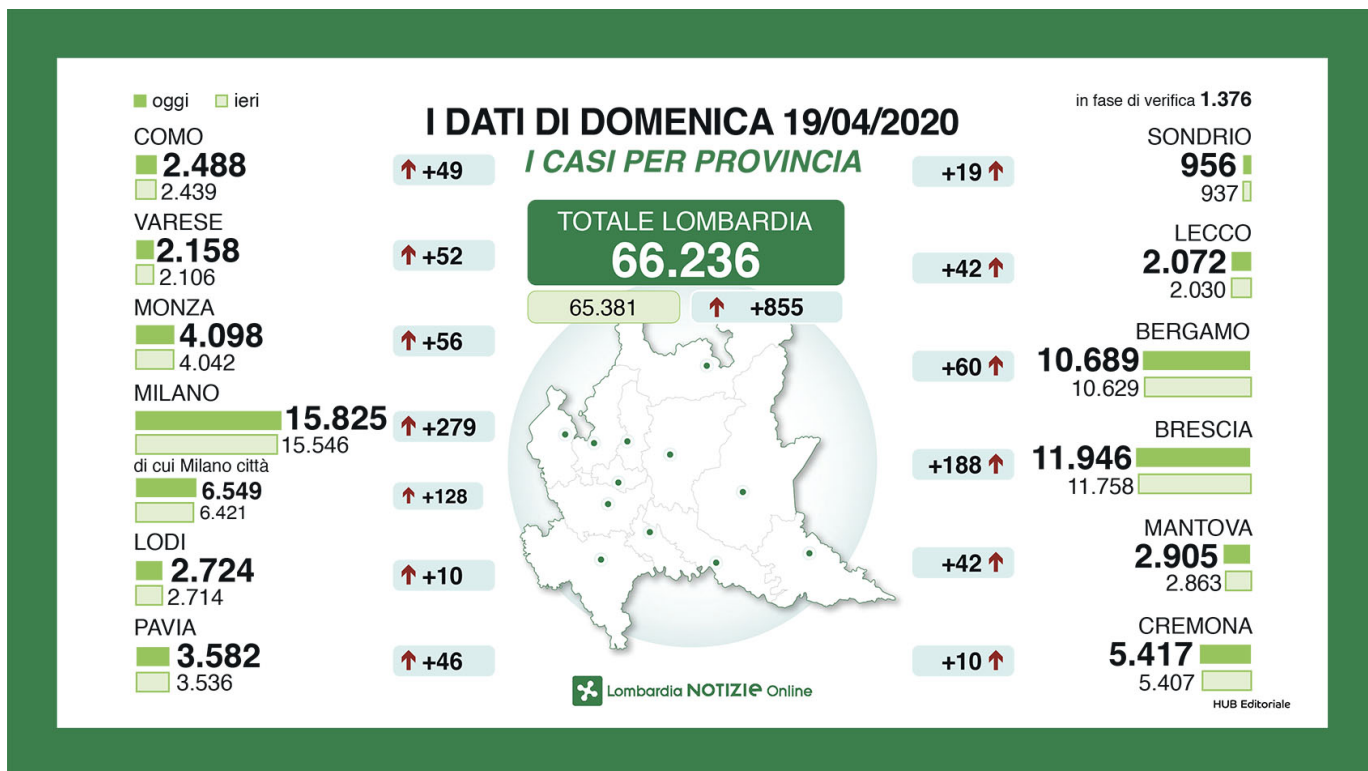 oggi ieri
I DATI DI DOMENICA 19/04/2020
I CASI PER PROVINCIA
TOTALE LOMBARDIA
66.236
65.381 +855
COMO
2.488 +49
2.439
VARESE
2.158 +52
2.106
MONZA
4.098 +56
4.042
MILANO
15.825 +279
15.546
di cui Milano città
6.549 +128
6.421
LODI
2.724 +10
2.714
PAVIA
3.582 +46
3.536
in fase di verifica 1.376
SONDRIO
+19 956
937
LECCO
+42 2.072
2.030
BERGAMO
+60 10.689
10.629
BRESCIA
+188 11.946
11.758
MANTOVA
+42 2.905
2.863
CREMONA
+10 5.417
5.407
Lombardia NOTIZIE Online
HUB Editoriale